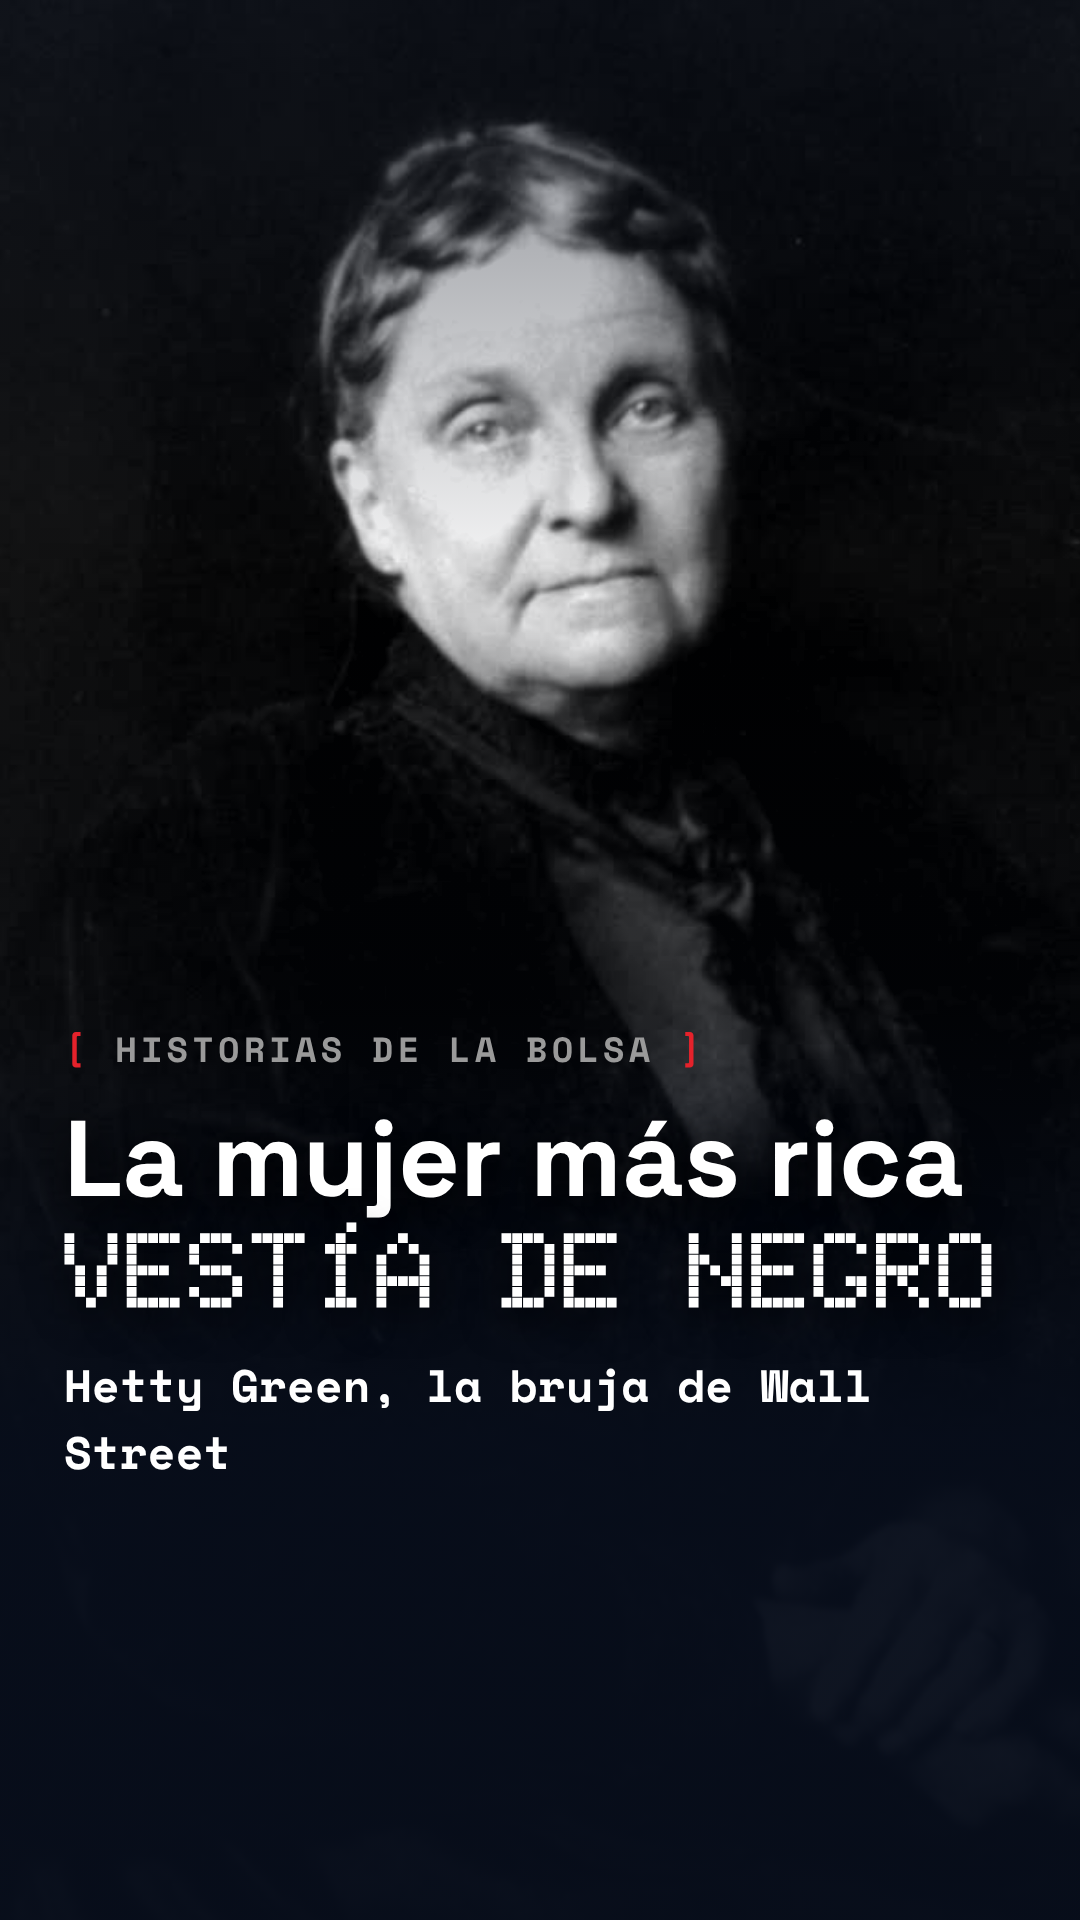 [ HISTORIAS DE LA BOLSA ]
La mujer más rica
VESTÍA DE NEGRO
Hetty Green, la bruja de Wall
Street